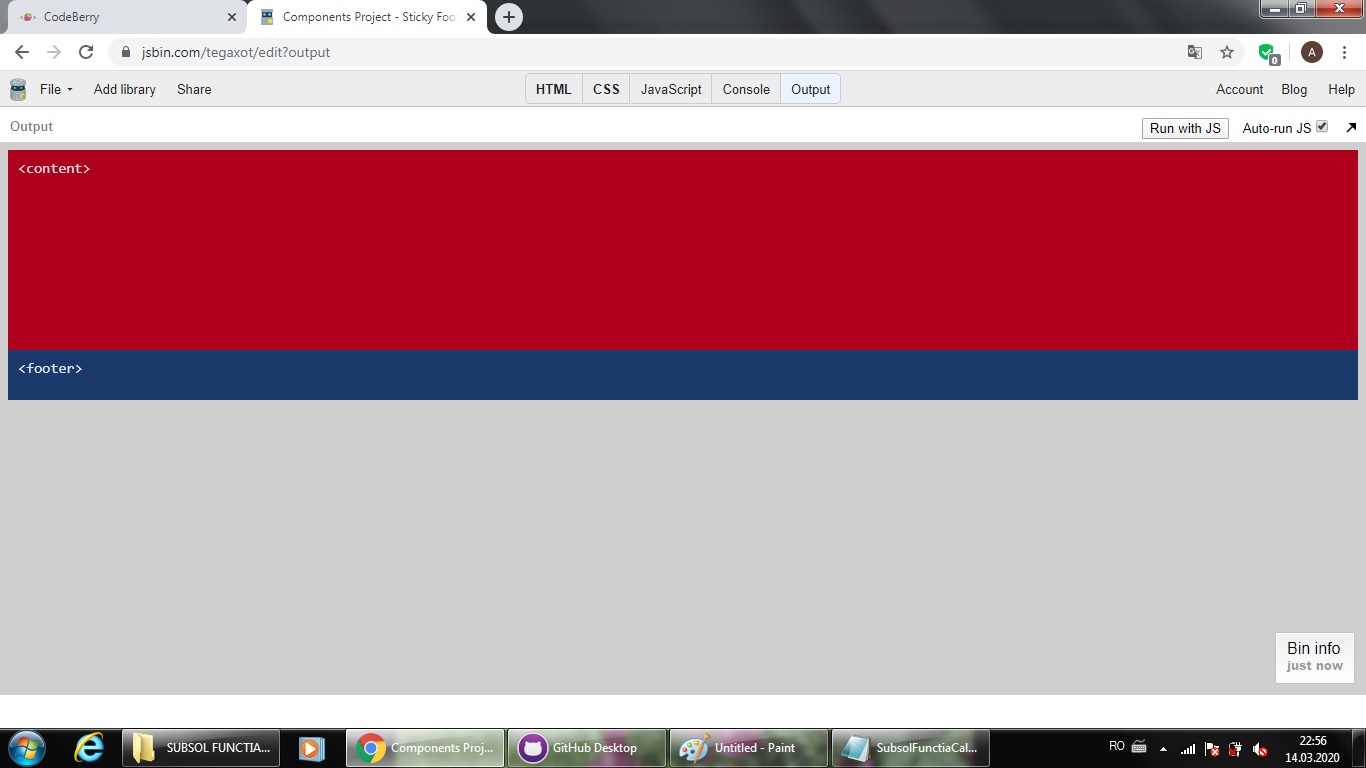 CodeBerry
Components Project - Sticky Foo
jsbin.com/tegaxot/edit?output
A
0
File Add library Share HTML CSS JavaScript Console Output Account Blog Help
Output
Run with JS Auto-run JS
<content>
<footer>
Bin info
just now
SUBSOL FUNCTIA...
Components Proj...
GitHub Desktop
Untitled - Paint
SubsolFunctiaCal...
RO
22:56
14.03.2020